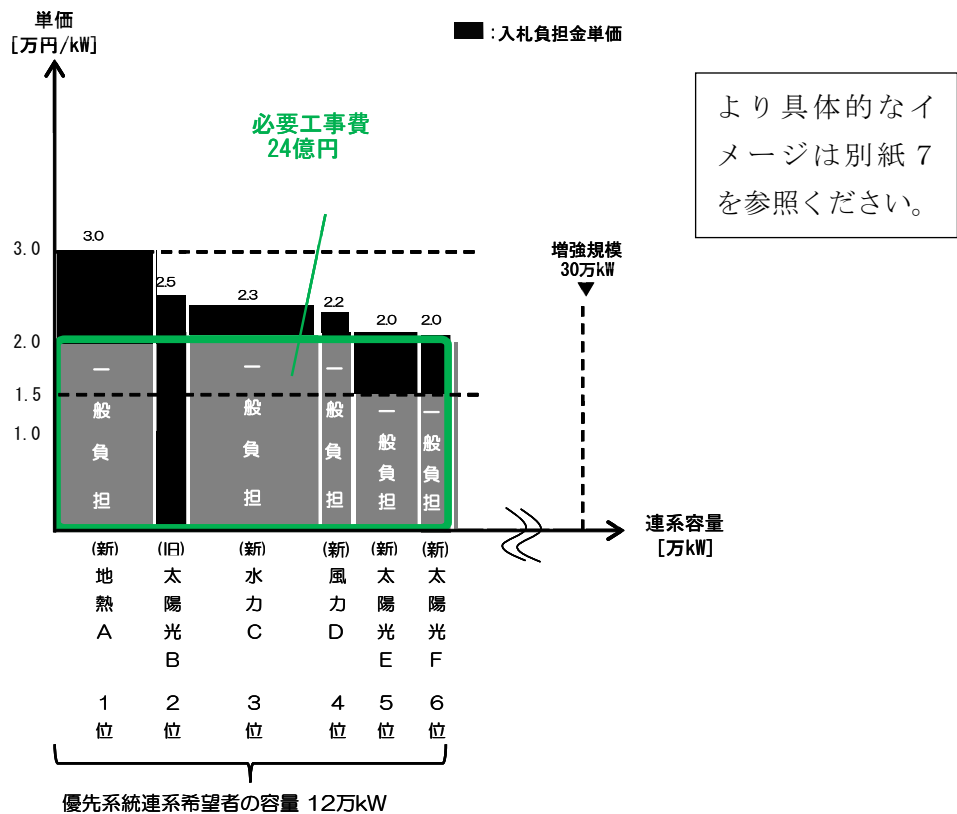 単価
[万円/kW]
■:入札負担金単価
より具体的なイ
メージは別紙7
を参照ください。
必要工事費
24億円
増強規模
30万kW
3.0
2.0
1.5
1.0
3.0
2.5
2.3
2.2
2.0
2.0
一般負担
一般負担
一般負担
一般負担
一般負担
連系容量
[万kW]
(新)地熱A
(旧)太陽光B
(新)水力C
(新)風力D
(新)太陽光E
(新)太陽光F
1位
2位
3位
4位
5位
6位
優先系統連系希望者の容量 12万kW